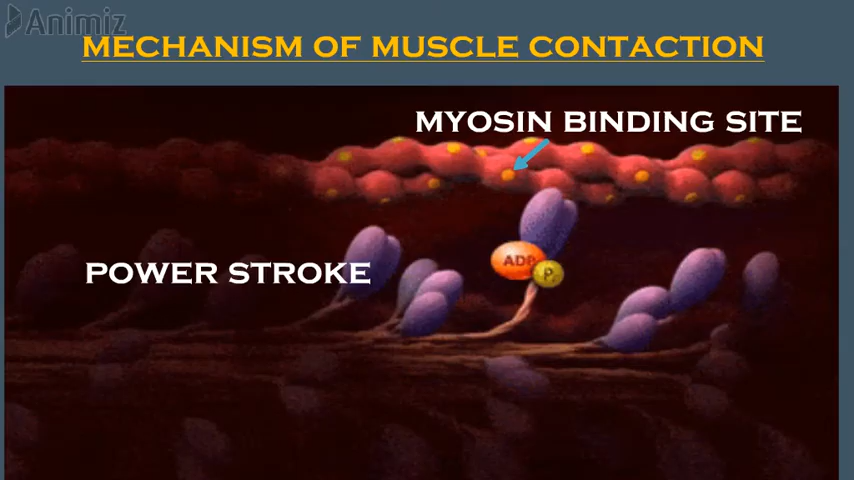 Animiz
MECHANISM OF MUSCLE CONTACTION
MYOSIN BINDING SITE
ADP
P
POWER STROKE